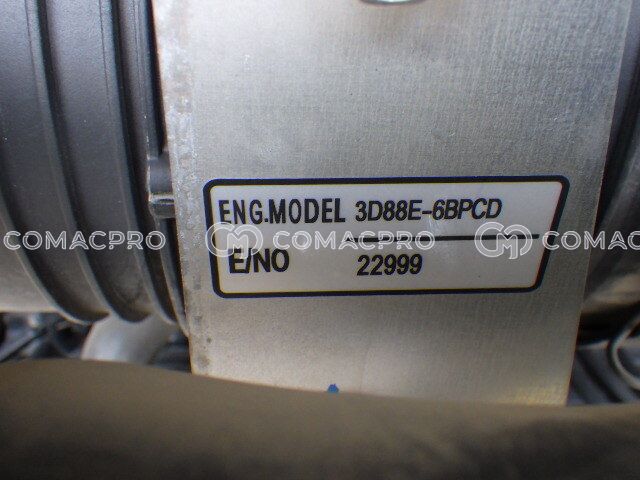 ENG.MODEL 3D88E-6BPCD
COMACPRO COMACPRO COMACPRO
E/NO 22999